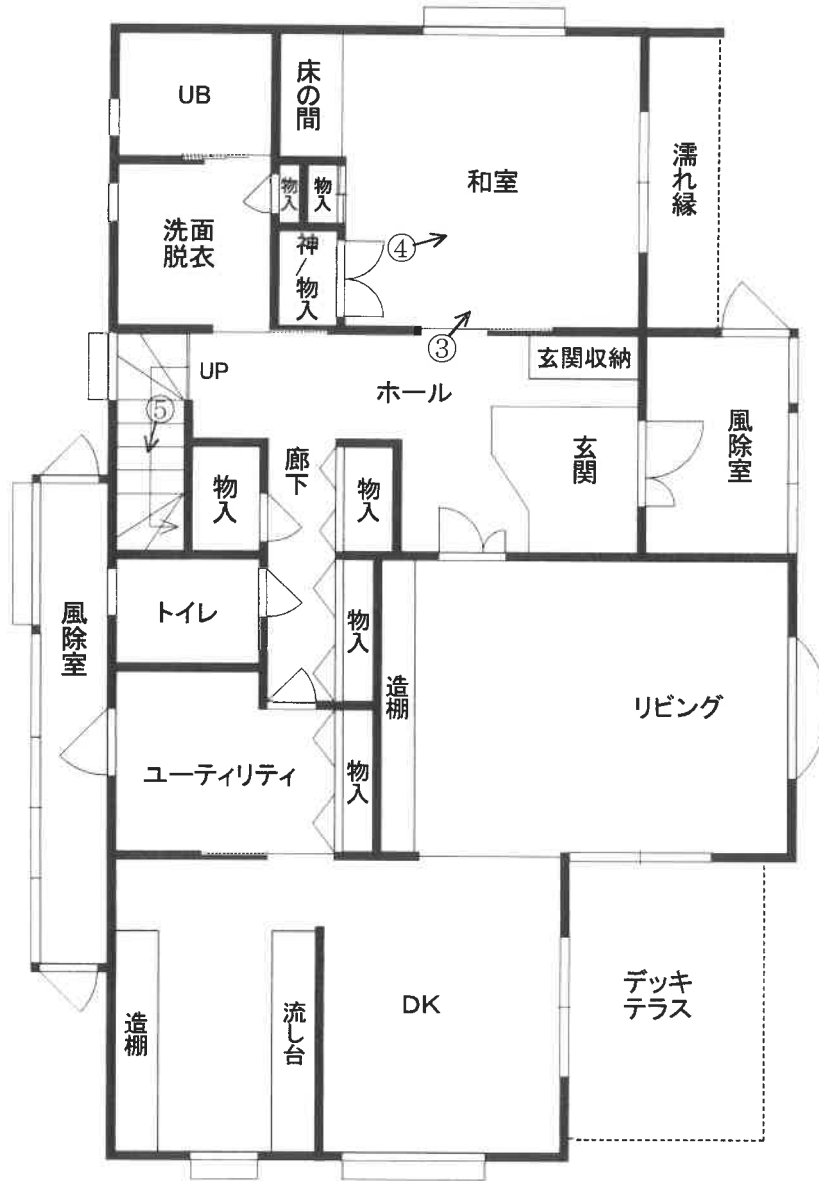 UB
床の間
和室
濡れ縁
洗面
脱衣
物入
物入
神/物入
④
③
UP
ホール
玄関収納
⑤
廊下
玄関
風除室
物入
物入
風除室
トイレ
物入
造棚
リビング
ユーティリティ
物入
造棚
流し台
DK
デッキ
テラス